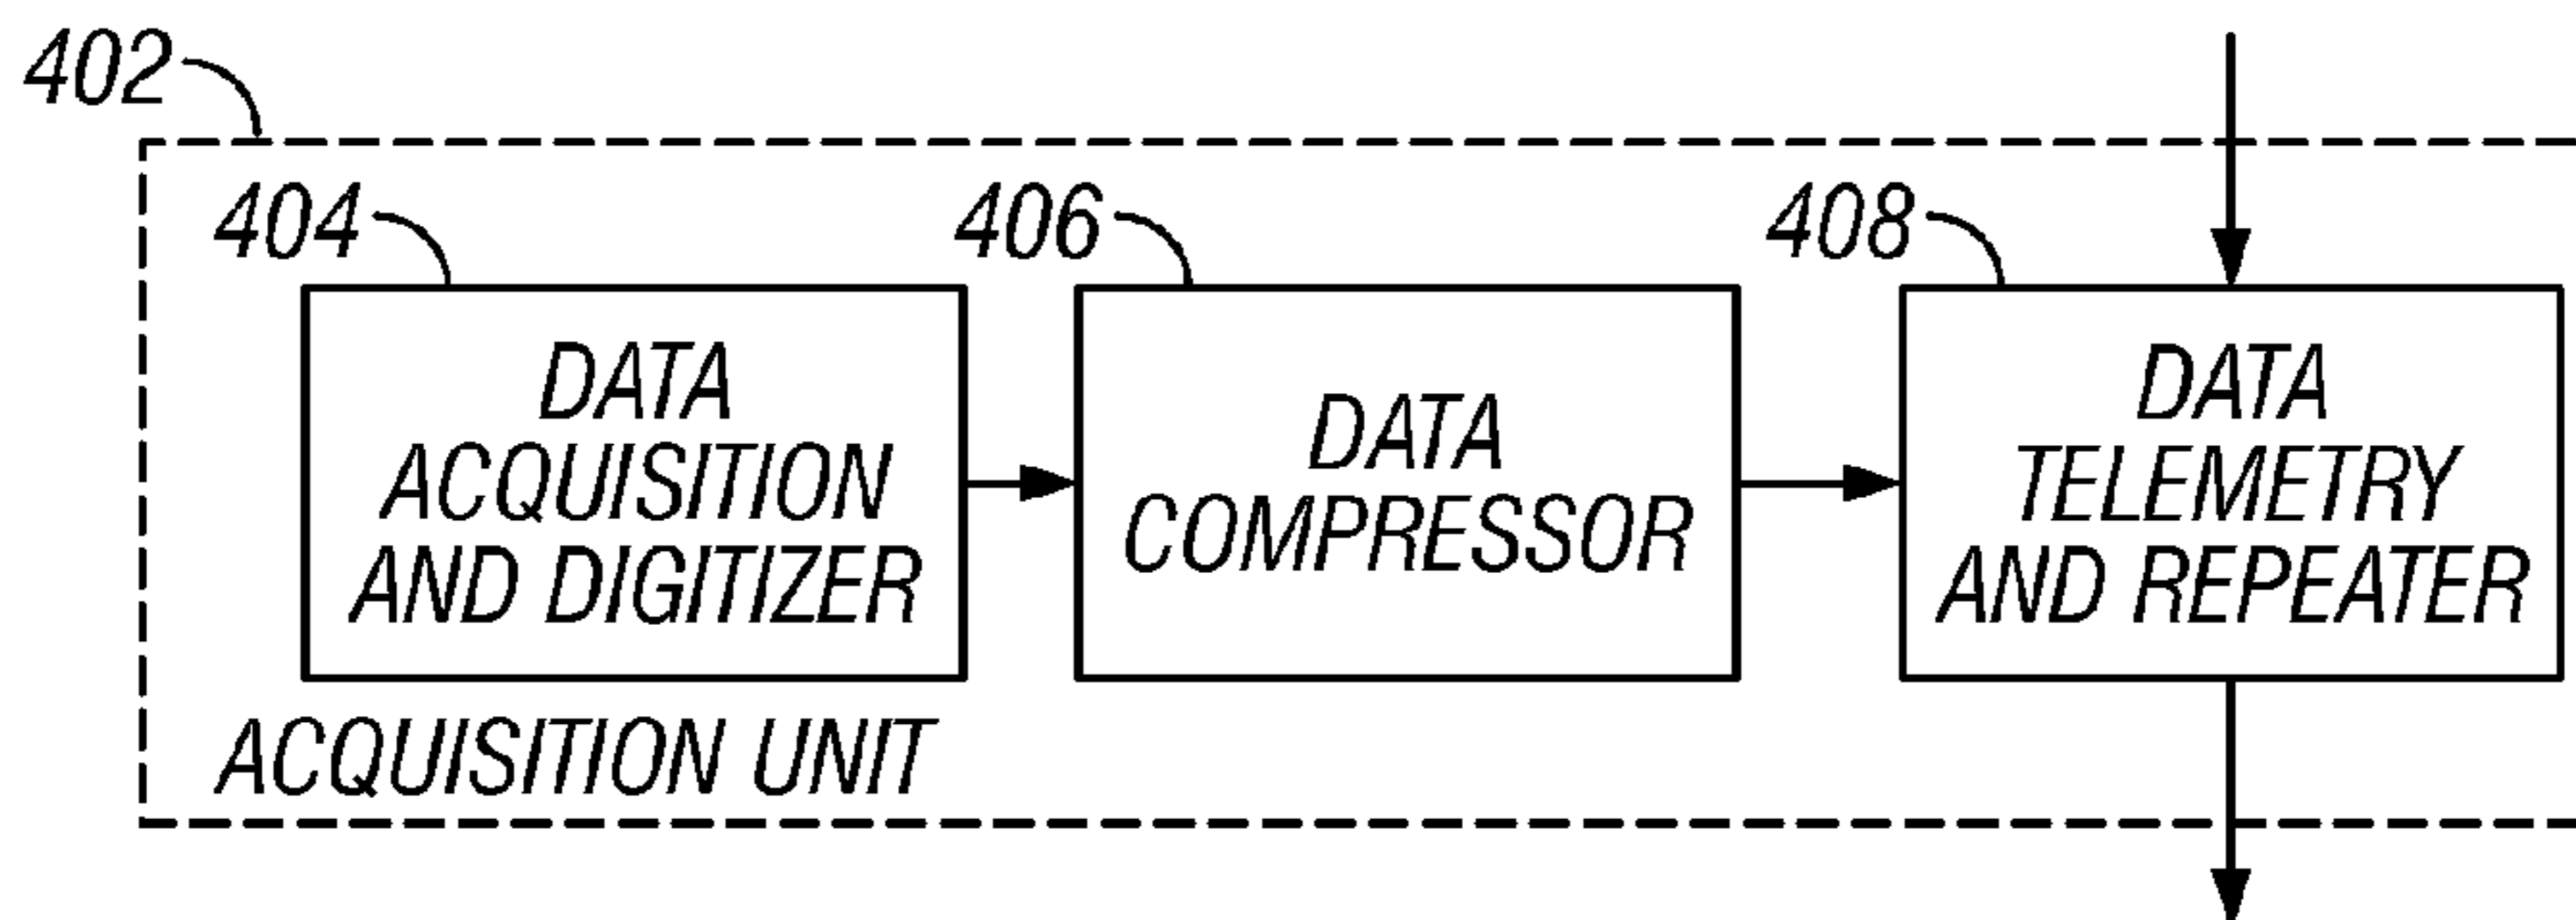 402
404
406
408
DATA
ACQUISITION
AND DIGITIZER
DATA
COMPRESSOR
DATA
TELEMETRY
AND REPEATER
ACQUISITION UNIT